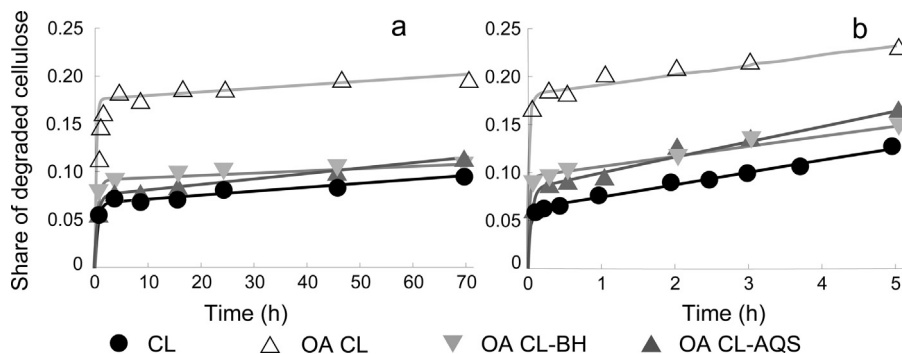 a
b
Share of degraded cellulose
0.25
0.20
0.15
0.10
0.05
0
0.25
0.20
0.15
0.10
0.05
0.0
0 10 20 30 40 50 60 70
0 1 2 3 4 5
Time (h)
Time (h)
CL OA CL OA CL-BH OA CL-AQS